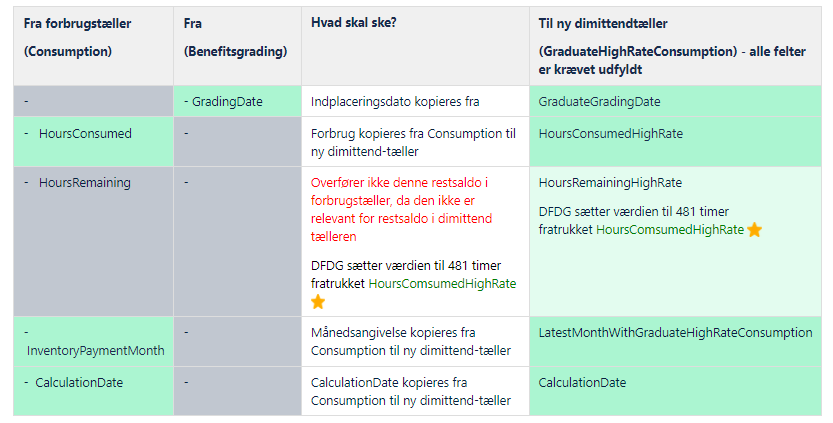 Fra forbrugstæller
(Consumption)
Fra
(Benefitsgrading)
Hvad skal ske?
Til ny dimittendtæller
(GraduateHighRateConsumption) - alle felter
er krævet udfyldt
-
- GradingDate
Indplaceringsdato kopieres fra
GraduateGradingDate
- HoursConsumed
-
Forbrug kopieres fra Consumption til
ny dimittend-tæller
HoursConsumedHighRate
- HoursRemaining
-
Overfører ikke denne restsaldo i
forbrugstæller, da den ikke er
relevant for restsaldo i dimittend
tælleren
DFDG sætter værdien til 481 timer
fratrukket HoursComsumedHighRate
HoursRemainingHighRate
DFDG sætter værdien til 481 timer
fratrukket HoursComsumedHighRate
-
InventoryPaymentMonth
-
Månedsangivelse kopieres fra
Consumption til ny dimittend-tæller
LatestMonthWithGraduateHighRateConsumption
- CalculationDate
-
CalculationDate kopieres fra
Consumption til ny dimittend-tæller
CalculationDate